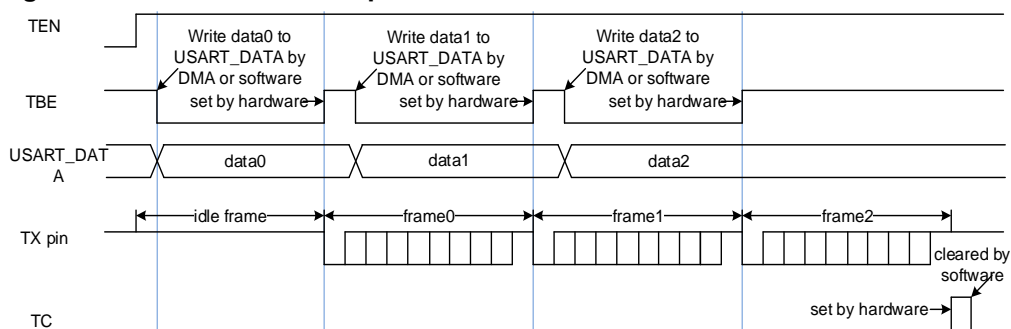 TEN
Write data0 to
USART_DATA by
DMA or software
Write data1 to
USART_DATA by
DMA or software
Write data2 to
USART_DATA by
DMA or software
TBE
set by hardware
set by hardware
set by hardware
USART_DAT
A
data0
data1
data2
idle frame
frame0
frame1
frame2
TX pin
cleared by
software
set by hardware
TC